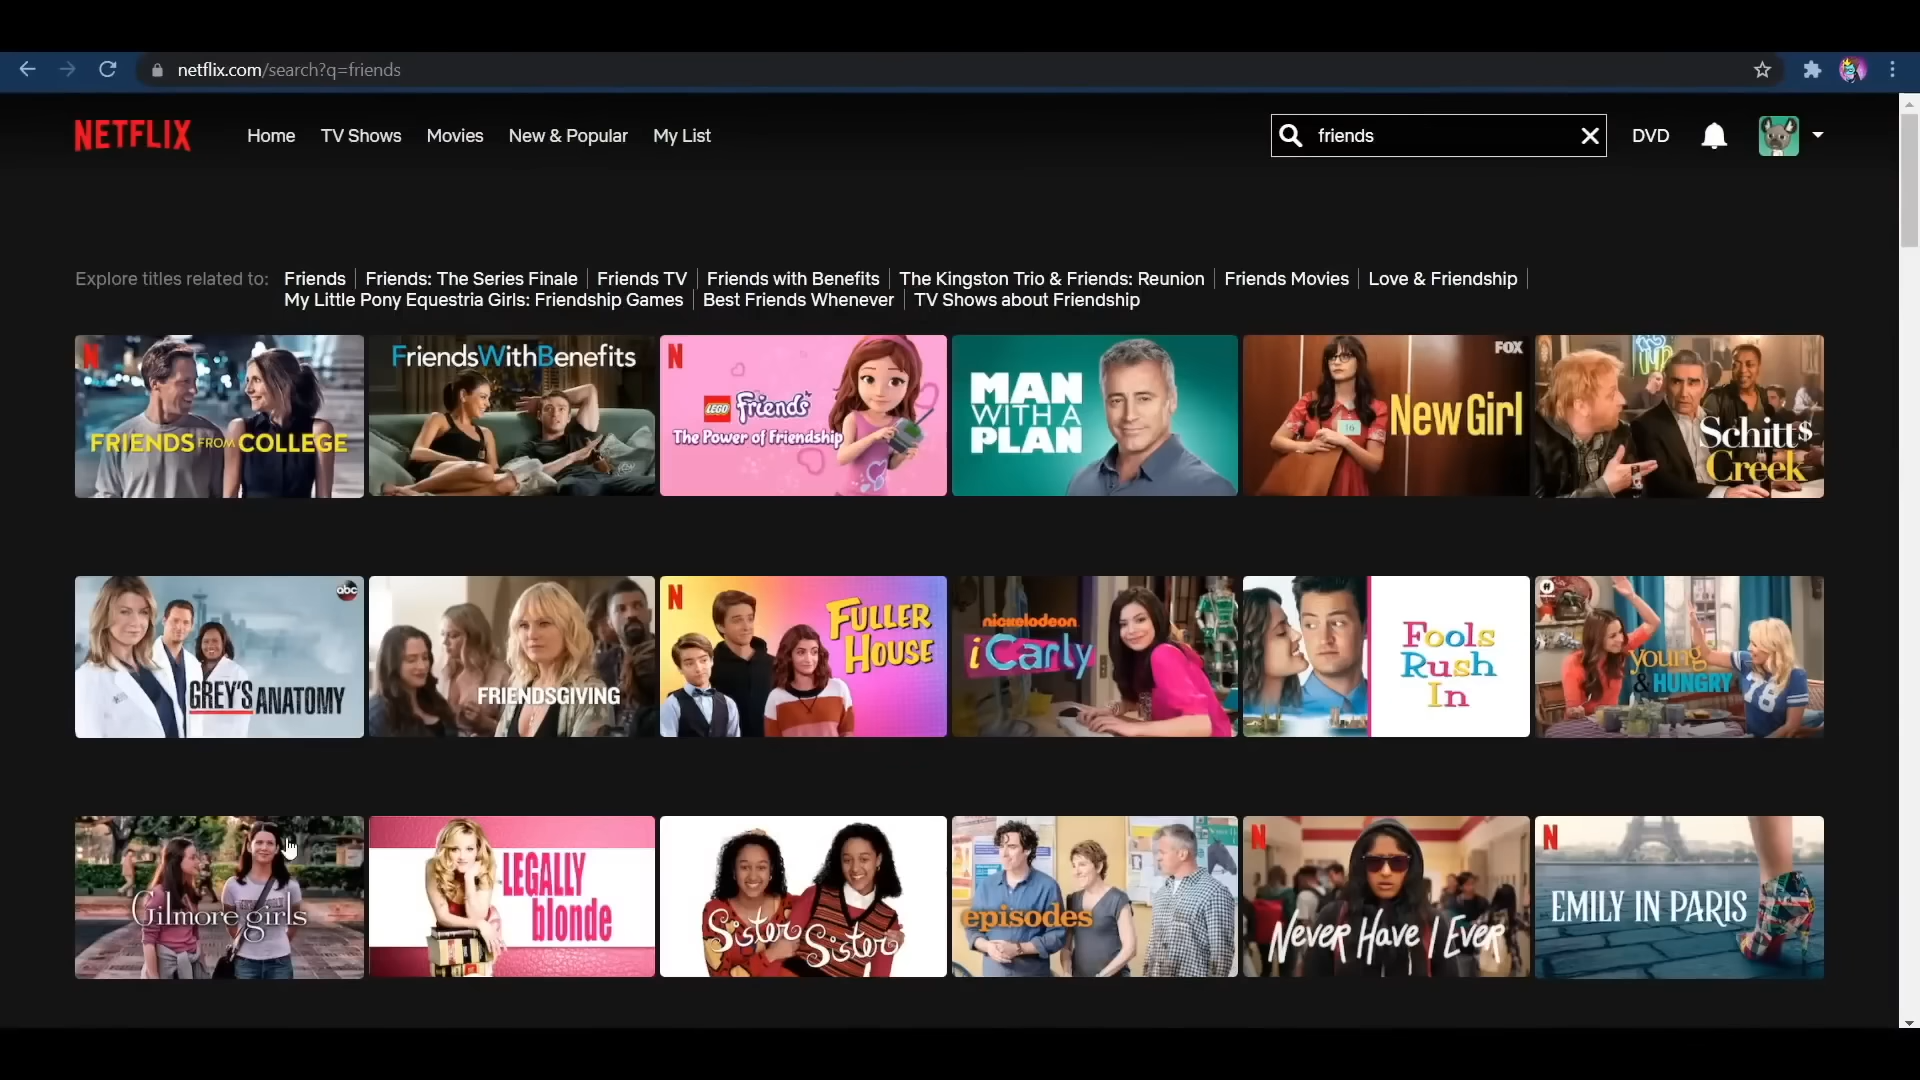 netflix.com/search?q=friends
NETFLIX
Home
TV Shows
Movies
New & Popular
My List
friends
DVD
Explore titles related to:
Friends
Friends: The Series Finale
Friends TV
Friends with Benefits
The Kingston Trio & Friends: Reunion
Friends Movies
Love & Friendship
My Little Pony Equestria Girls: Friendship Games
Best Friends Whenever
TV Shows about Friendship
N
FRIENDS FROM COLLEGE
FriendsWithBenefits
N
LEGO Friends
The Power of Friendship
MAN
WITH A
PLAN
FOX
16
New Girl
Schitt$
Creek
abc
GREY'S ANATOMY
FRIENDSGIVING
N
FULLER
HOUSE
nickelodeon
iCarly
Fools
Rush
In
young
& HUNGRY
78
Gilmore girls
LEGALLY
blonde
Sister
Sister
episodes
N
Never Have I Ever
N
EMILY IN PARIS